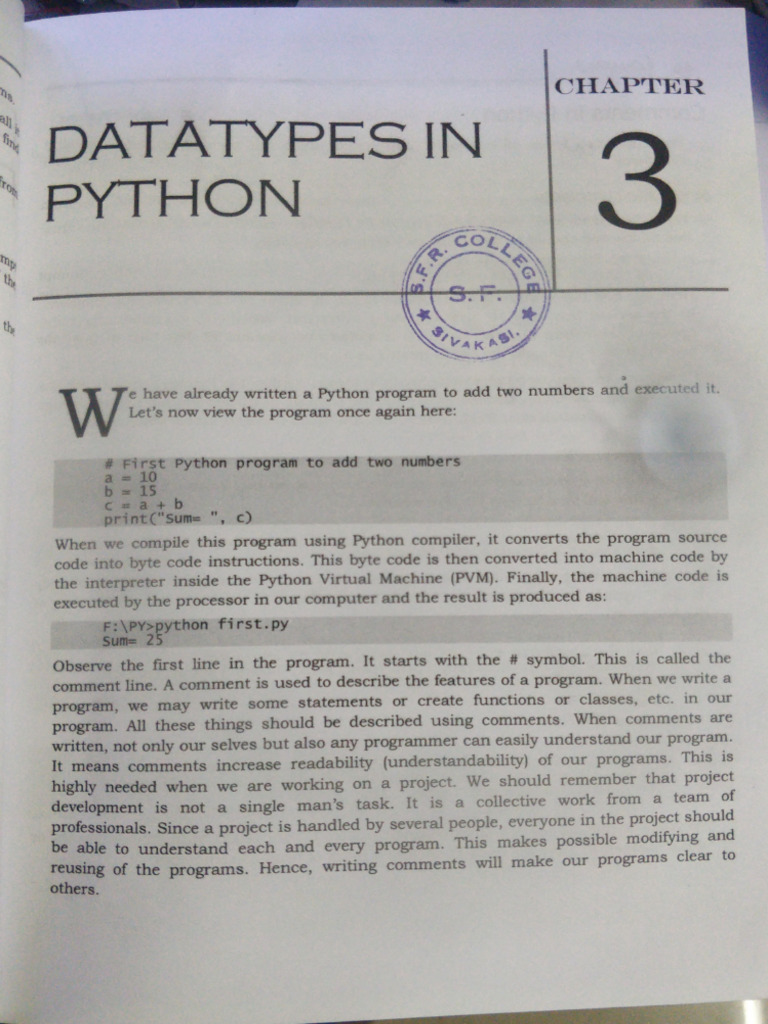 CHAPTER
3
DATATYPES IN
PYTHON
S.F.R. COLLEGE
S. F.
SIVAKASI.
We have already written a Python program to add two numbers and executed it.
Let's now view the program once again here:
# First Python program to add two numbers
a = 10
b = 15
c = a + b
print("Sum= ", c)
When we compile this program using Python compiler, it converts the program source
code into byte code instructions. This byte code is then converted into machine code by
the interpreter inside the Python Virtual Machine (PVM). Finally, the machine code is
executed by the processor in our computer and the result is produced as:
F:\PY>python first.py
Sum= 25
Observe the first line in the program. It starts with the # symbol. This is called the
comment line. A comment is used to describe the features of a program. When we write a
program, we may write some statements or create functions or classes, etc. in our
program. All these things should be described using comments. When comments are
written, not only our selves but also any programmer can easily understand our program.
It means comments increase readability (understandability) of our programs. This is
highly needed when we are working on a project. We should remember that project
development is not a single man's task. It is a collective work from a team of
professionals. Since a project is handled by several people, everyone in the project should
be able to understand each and every program. This makes possible modifying and
reusing of the programs. Hence, writing comments will make our programs clear to
others.